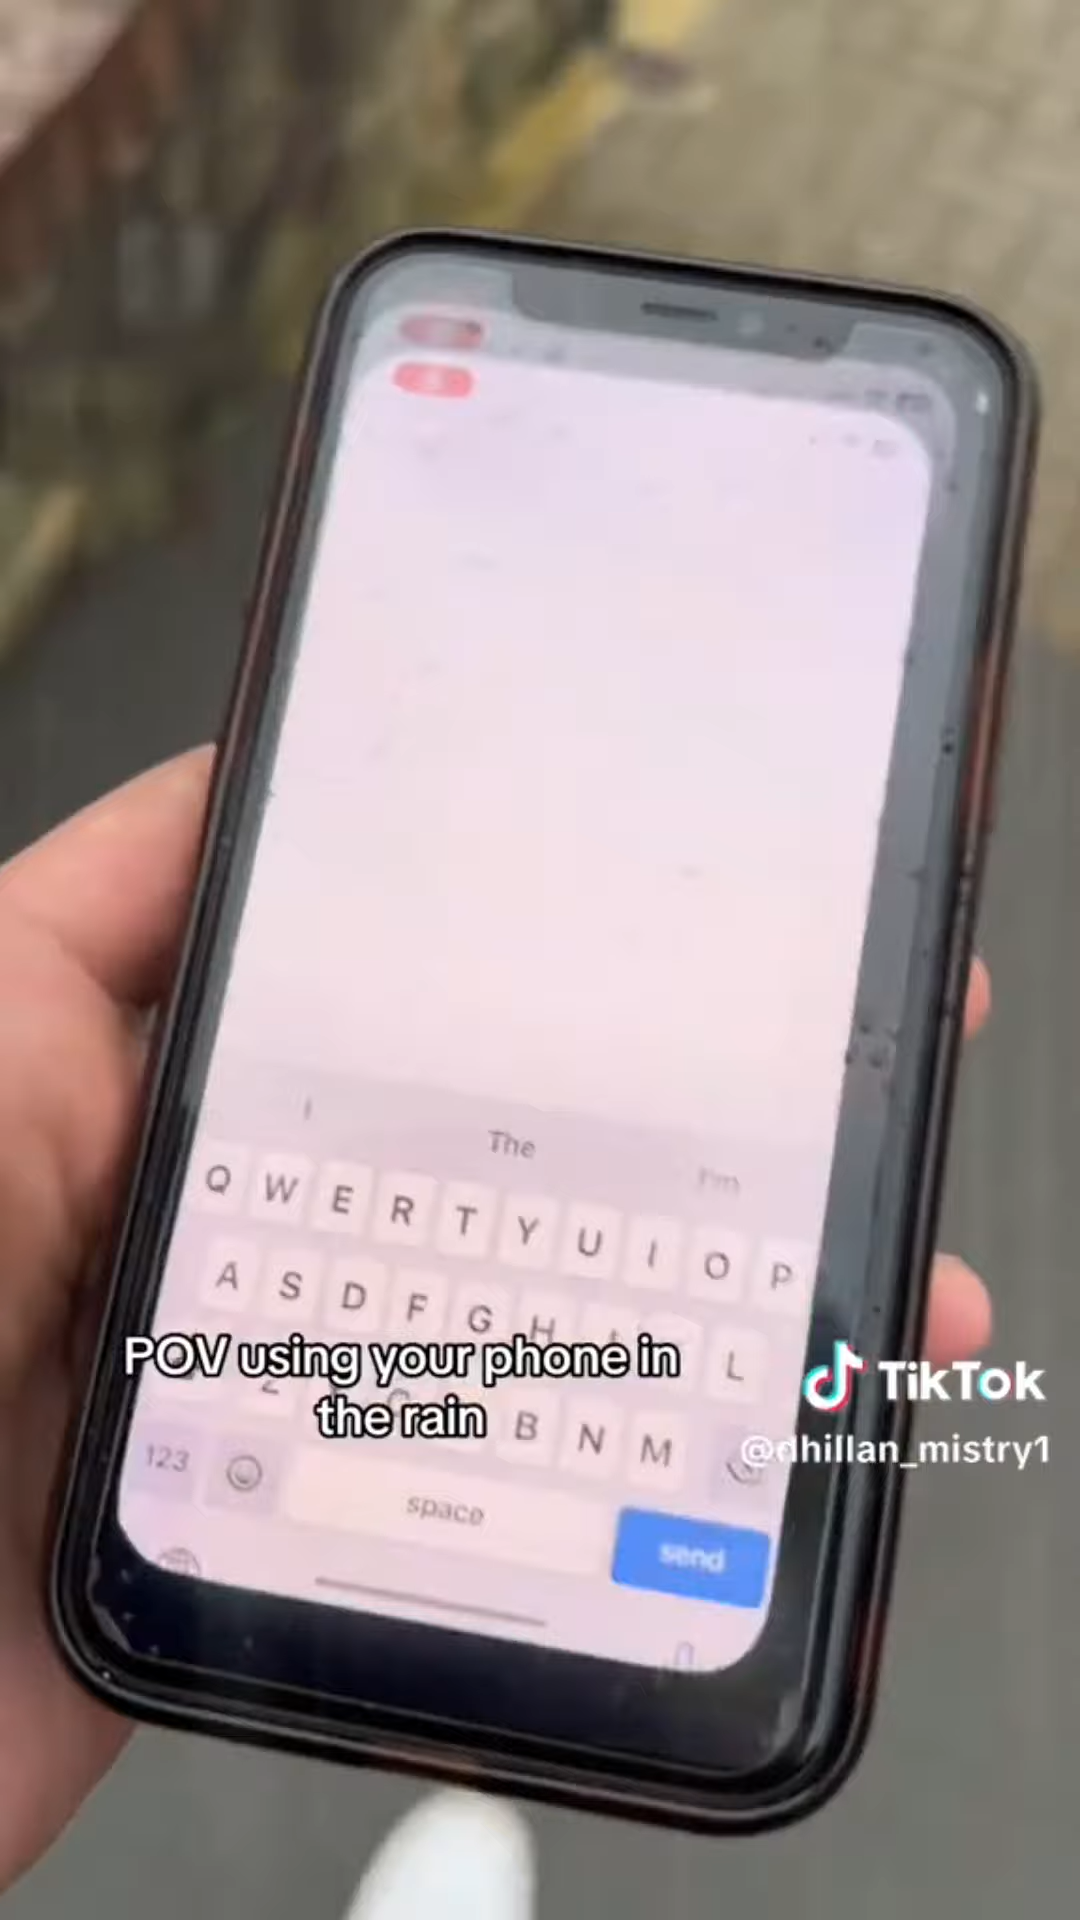 I
The
I'm
Q W E R T Y U I O P
A S D F G H L
POV using your phone in
the rain
Z C B N M
123
space
send
TikTok
@dhillan_mistry1